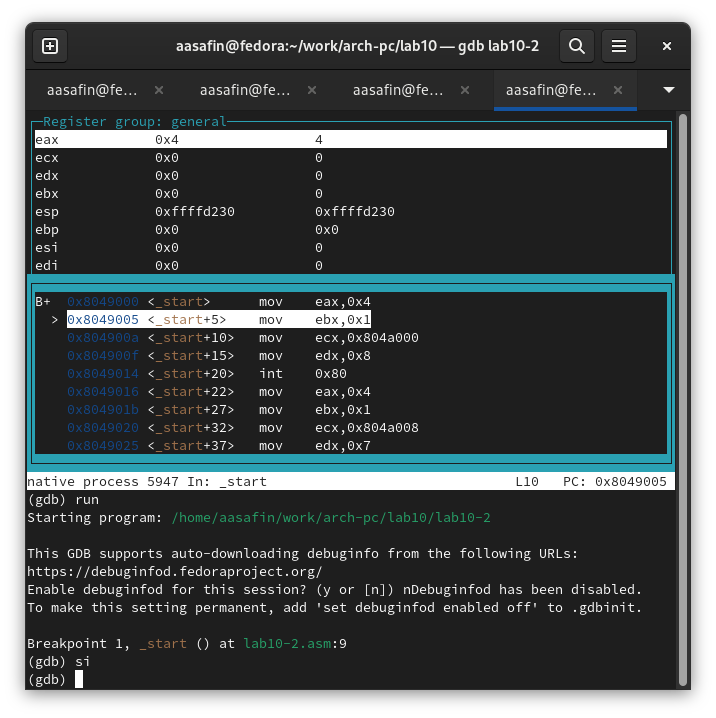 aasafin@fedora:~/work/arch-pc/lab10 — gdb lab10-2
aasafin@fe… × aasafin@fe… × aasafin@fe… × aasafin@fe… ×
Register group: general
eax 0x4 4
ecx 0x0 0
edx 0x0 0
ebx 0x0 0
esp 0xffffd230 0xffffd230
ebp 0x0 0x0
esi 0x0 0
edi 0x0 0
B+ 0x8049000 <_start> mov eax,0x4
> 0x8049005 <_start+5> mov ebx,0x1
0x804900a <_start+10> mov ecx,0x804a000
0x804900f <_start+15> mov edx,0x8
0x8049014 <_start+20> int 0x80
0x8049016 <_start+22> mov eax,0x4
0x804901b <_start+27> mov ebx,0x1
0x8049020 <_start+32> mov ecx,0x804a008
0x8049025 <_start+37> mov edx,0x7
native process 5947 In: _start L10 PC: 0x8049005
(gdb) run
Starting program: /home/aasafin/work/arch-pc/lab10/lab10-2
This GDB supports auto-downloading debuginfo from the following URLs:
https://debuginfod.fedoraproject.org/
Enable debuginfod for this session? (y or [n]) nDebuginfod has been disabled.
To make this setting permanent, add 'set debuginfod enabled off' to .gdbinit.
Breakpoint 1, _start () at lab10-2.asm:9
(gdb) si
(gdb)